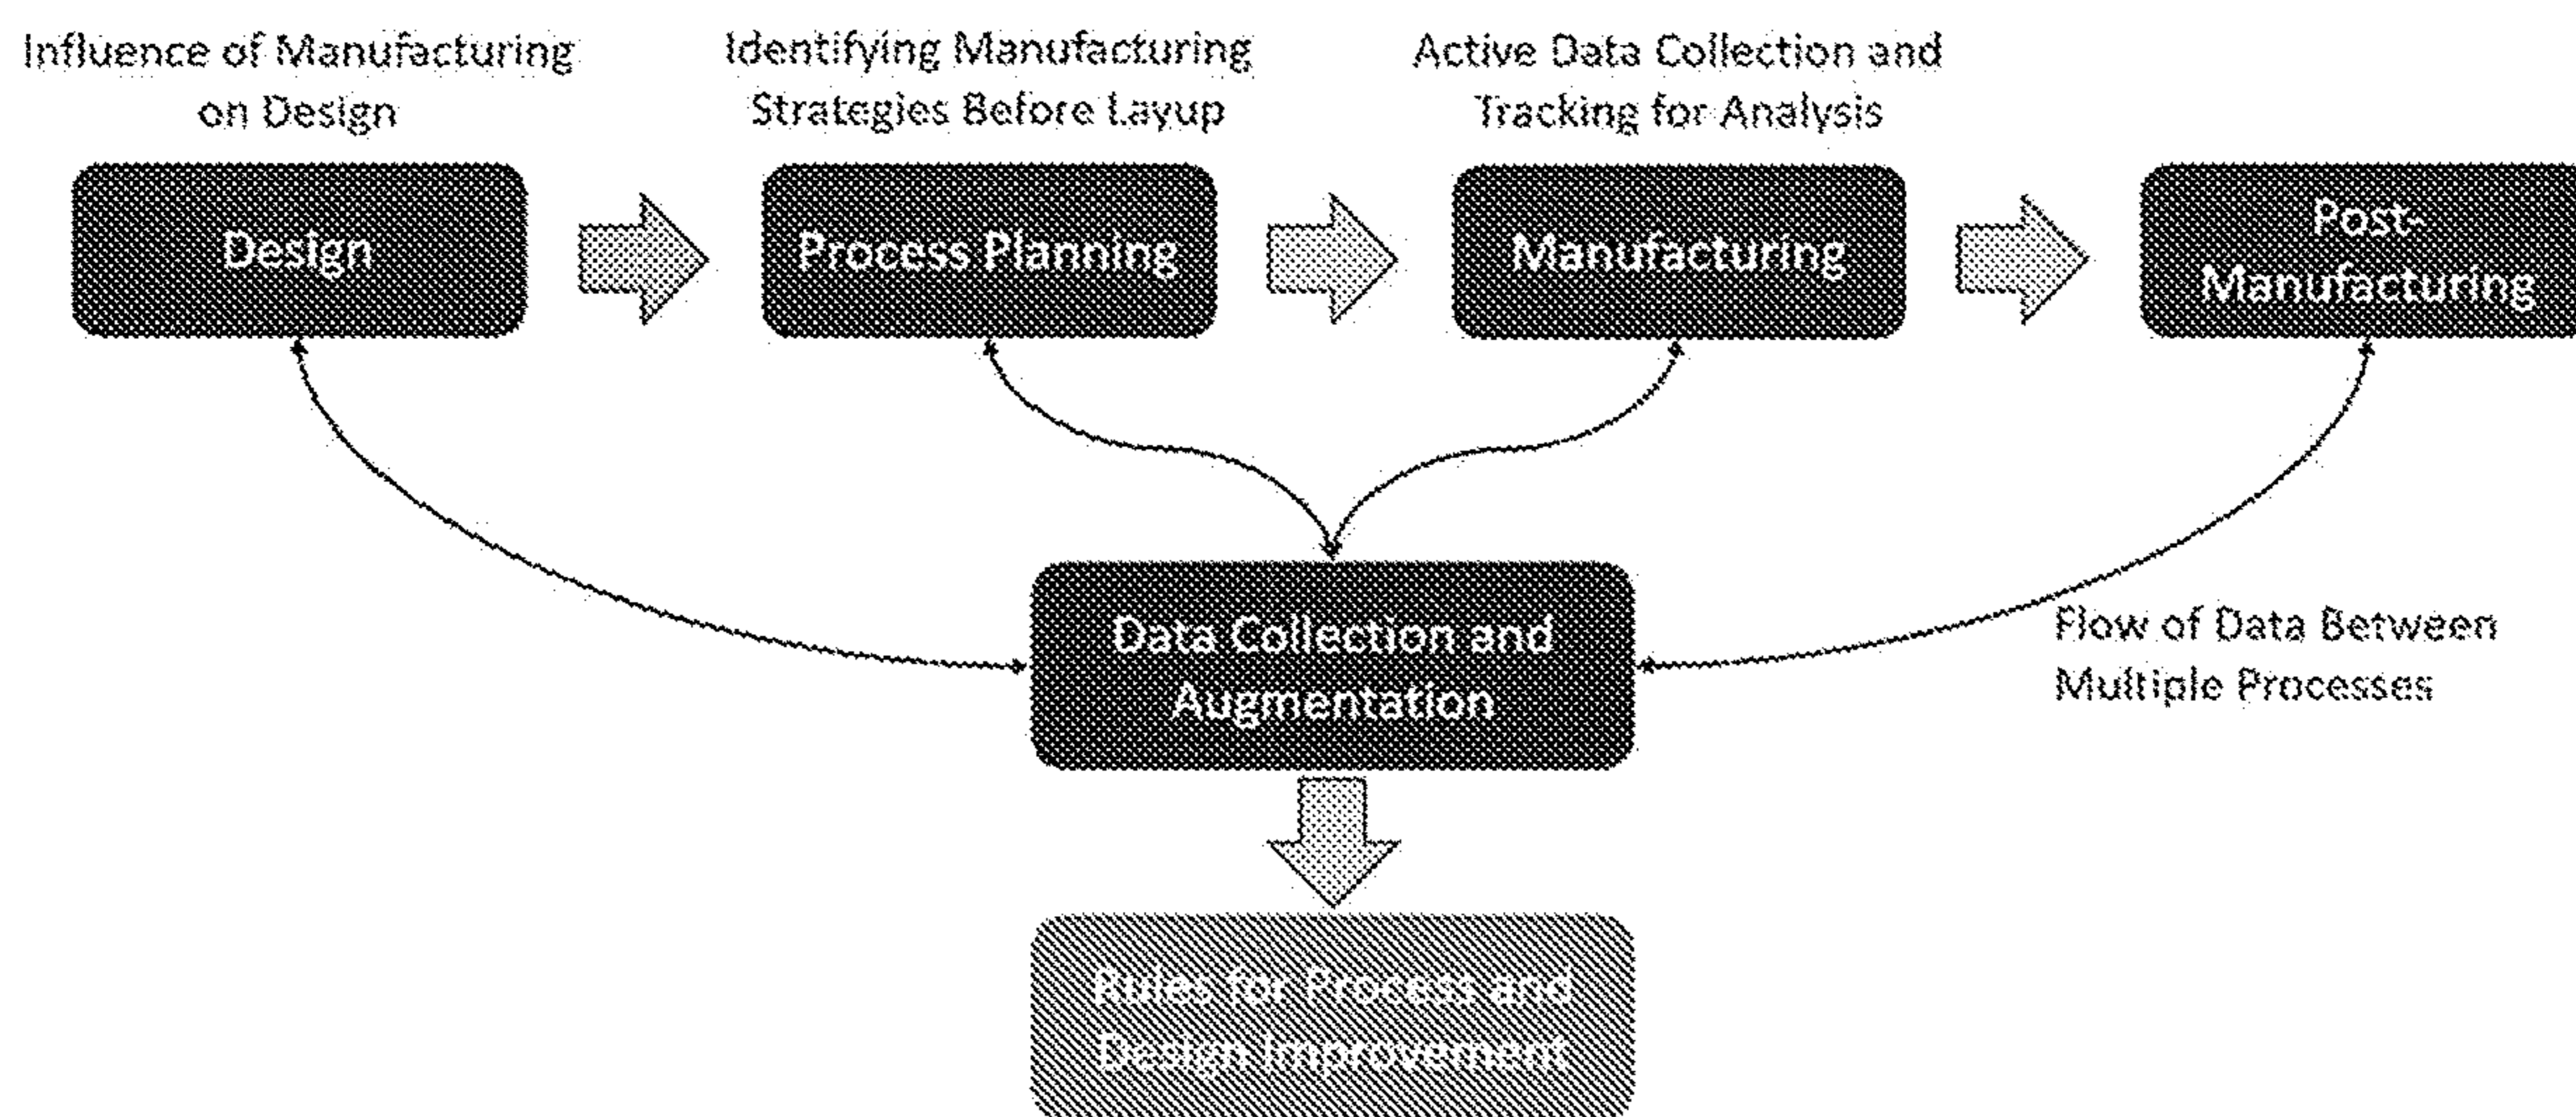 Influence of Manufacturing
on Design
Identifying Manufacturing
Strategies Before Layup
Active Data Collection and
Tracking for Analysis
Design
Process Planning
Manufacturing
Post-
Manufacturing
Data Collection and
Augmentation
Flow of Data Between
Multiple Processes
Rules for Process and
Design Improvement